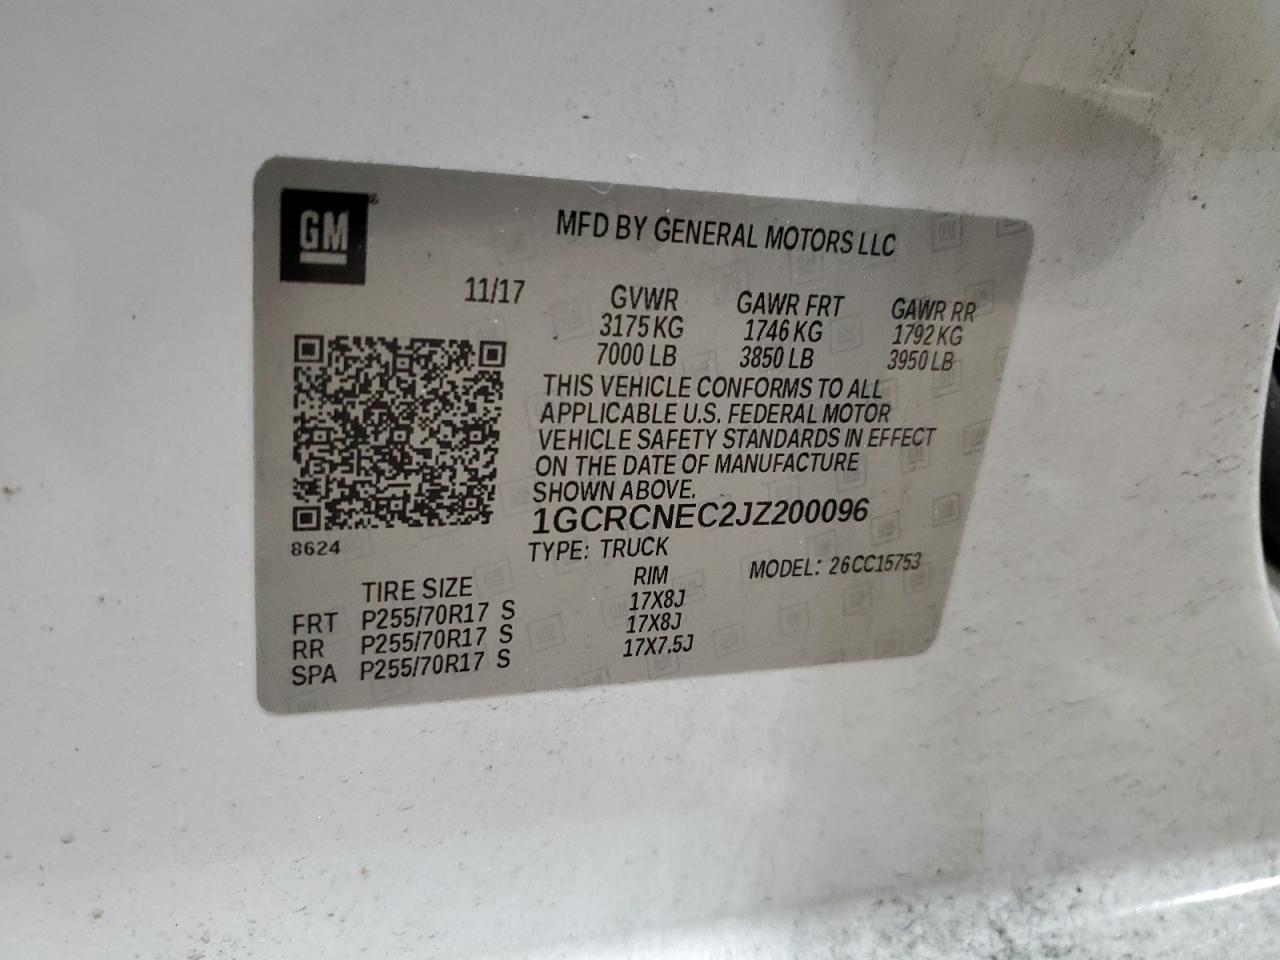 GM
MFD BY GENERAL MOTORS LLC
11/17
GVWR GAWR FRT GAWR RR
3175 KG 1746 KG 1792 KG
7000 LB 3850 LB 3950 LB
THIS VEHICLE CONFORMS TO ALL
APPLICABLE U.S. FEDERAL MOTOR
VEHICLE SAFETY STANDARDS IN EFFECT
ON THE DATE OF MANUFACTURE
SHOWN ABOVE.
1GCRCNEC2JZ200096
8624
TYPE: TRUCK MODEL: 26CC15753
TIRE SIZE RIM
FRT P255/70R17 S 17X8J
RR P255/70R17 S 17X8J
SPA P255/70R17 S 17X7.5J